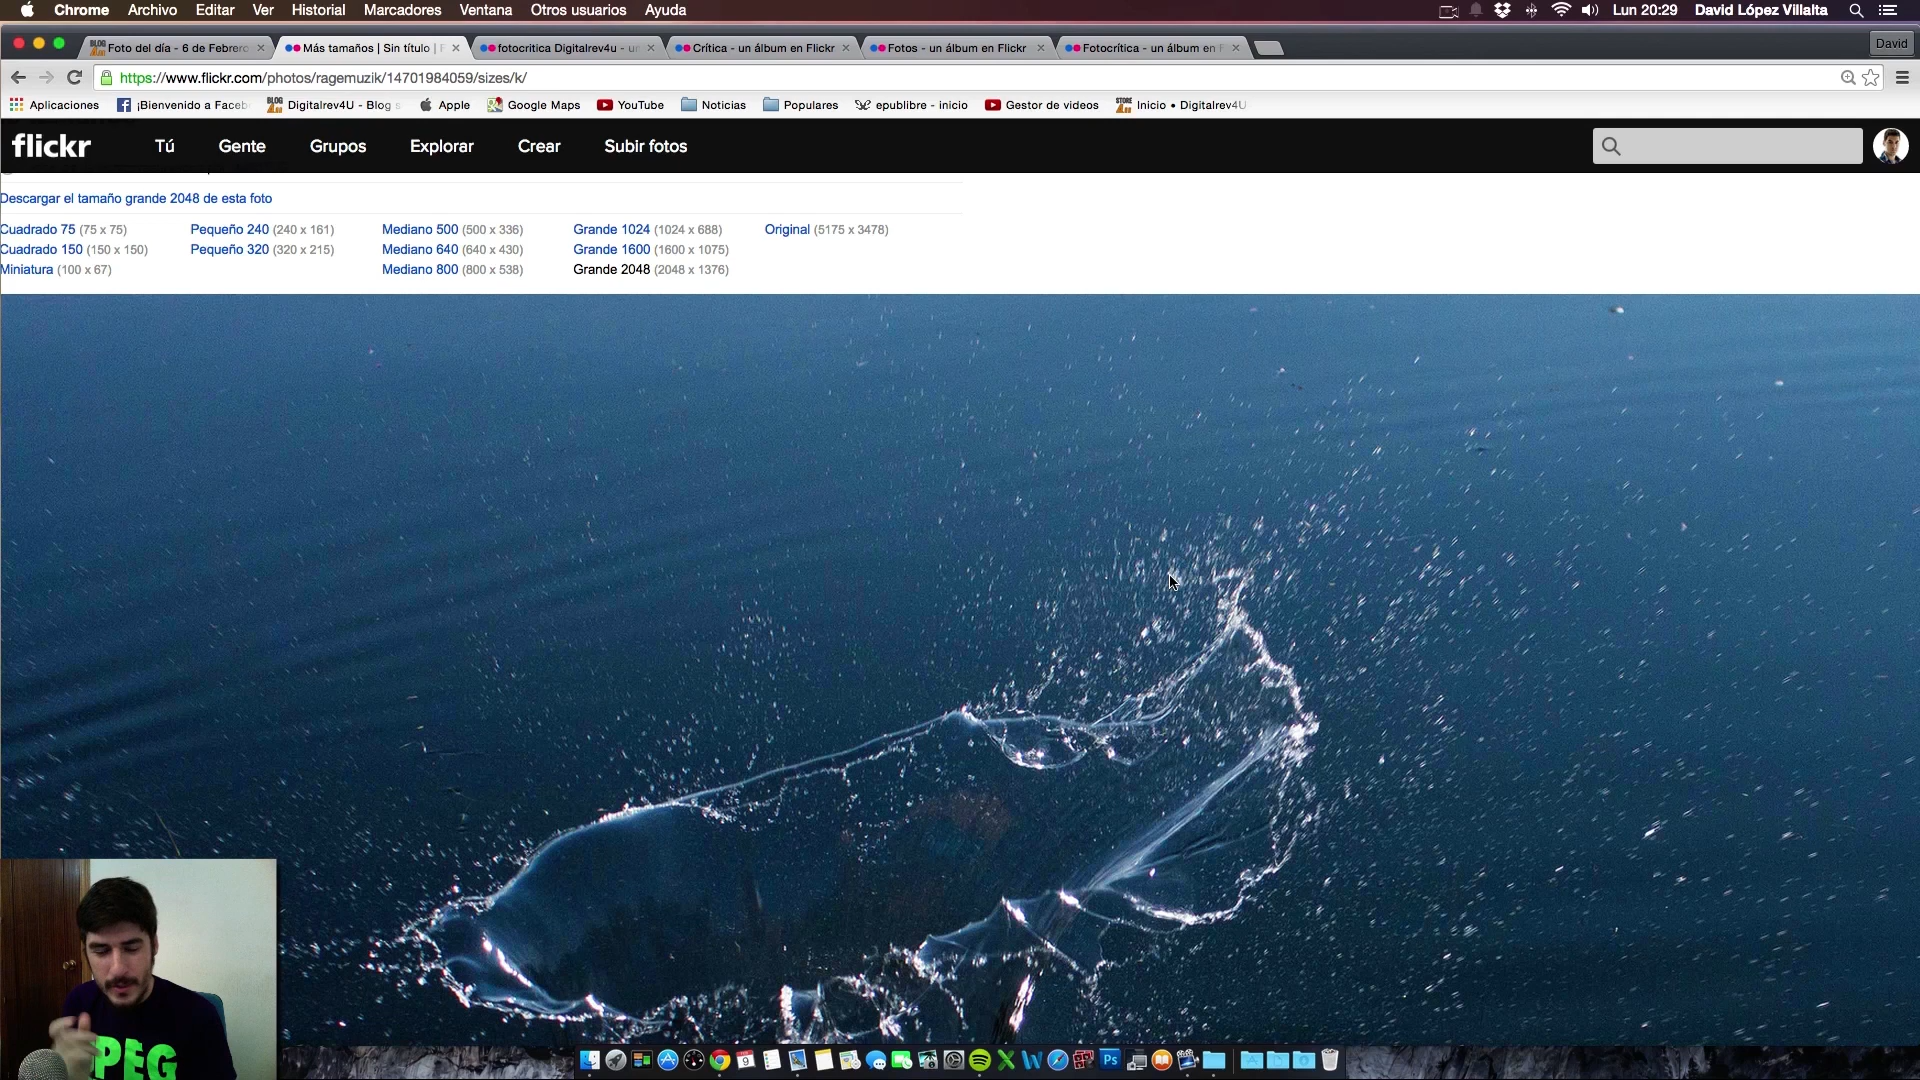 Chrome Archivo Editar Ver Historial Marcadores Ventana Otros usuarios Ayuda Lun 20:29 David López Villalta
Foto del día - 6 de Febrero Más tamaños | Sin título | F fotocritica Digitalrev4u - un Crítica - un álbum en Flickr Fotos - un álbum en Flickr Fotocrítica - un álbum en F David
https://www.flickr.com/photos/ragemuzik/14701984059/sizes/k/
Aplicaciones ¡Bienvenido a Faceb Digitalrev4U - Blog s Apple Google Maps YouTube Noticias Populares epublibre - inicio Gestor de videos Inicio • Digitalrev4U
flickr Tú Gente Grupos Explorar Crear Subir fotos
Descargar el tamaño grande 2048 de esta foto
Cuadrado 75 (75 x 75) Pequeño 240 (240 x 161) Mediano 500 (500 x 336) Grande 1024 (1024 x 688) Original (5175 x 3478)
Cuadrado 150 (150 x 150) Pequeño 320 (320 x 215) Mediano 640 (640 x 430) Grande 1600 (1600 x 1075)
Miniatura (100 x 67) Mediano 800 (800 x 538) Grande 2048 (2048 x 1376)
PEG
9
Ps